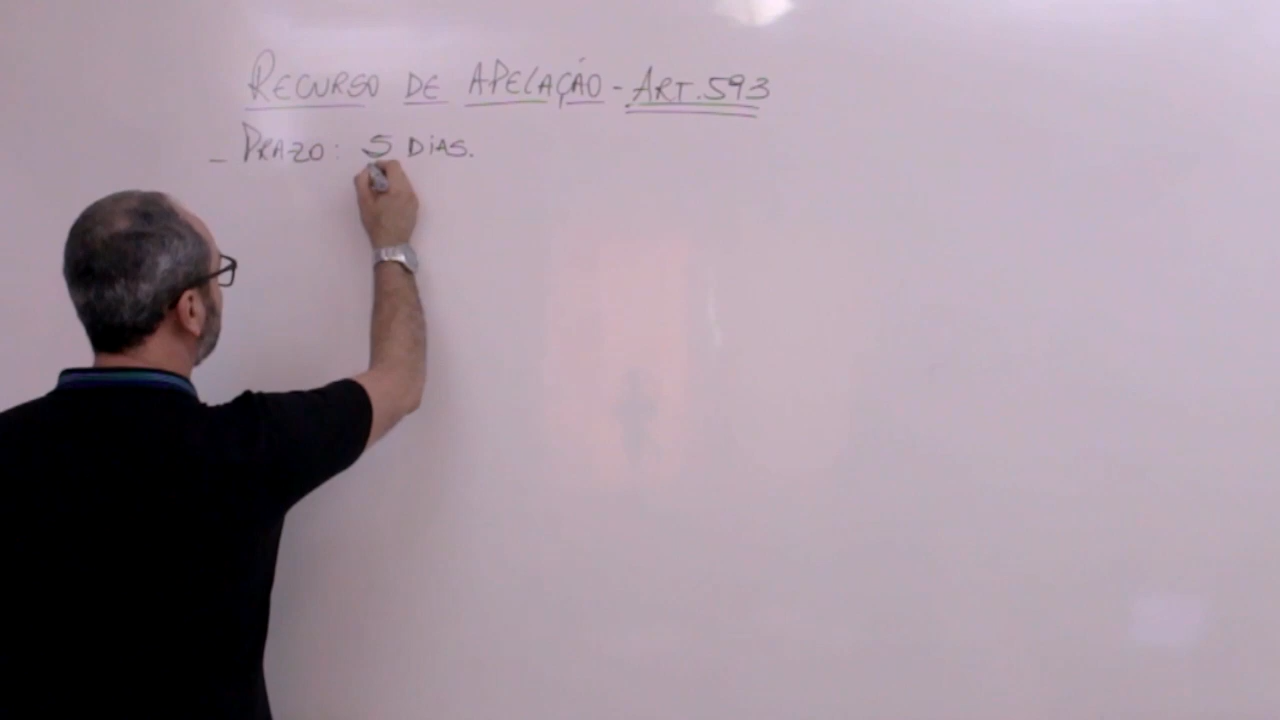 RECURSO DE APELAÇÃO - ART. 593
- PRAZO: 5 DIAS.